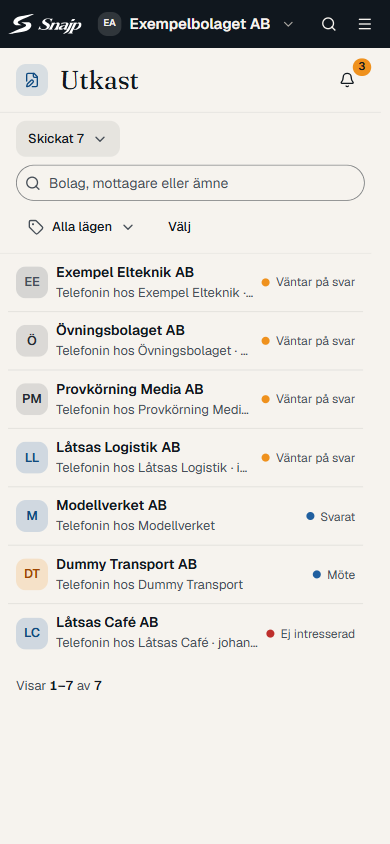 Snajp EA Exempelbolaget AB
Utkast 3
Skickat 7
Bolag, mottagare eller ämne
Alla lägen Välj
EE Exempel Elteknik AB
Telefonin hos Exempel Elteknik ·… Väntar på svar
Ö Övningsbolaget AB
Telefonin hos Övningsbolaget · … Väntar på svar
PM Provkörning Media AB
Telefonin hos Provkörning Medi… Väntar på svar
LL Låtsas Logistik AB
Telefonin hos Låtsas Logistik · i… Väntar på svar
M Modellverket AB
Telefonin hos Modellverket Svarat
DT Dummy Transport AB
Telefonin hos Dummy Transport Möte
LC Låtsas Café AB
Telefonin hos Låtsas Café · johan… Ej intresserad
Visar 1–7 av 7